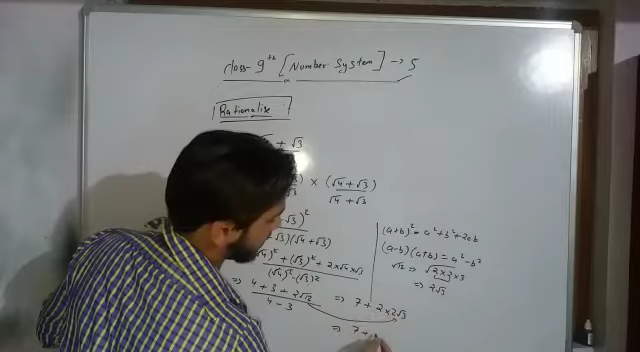 class-9th [Number System] → 5
Rationalise :
+ √3
× (√4 + √3)
√4 + √3
√3)²
+ √3)(√4 + √3)
√4)² + (√3)² + 2×√4×√3
(√4)² - (√3)²
⇒ 4 + 3 + 2√12
4 - 3
⇒ 7 + 2×2√3
⇒ 7 +
(a+b)² = a² + b² + 2ab
(a-b)(a+b) = a² - b²
√12 ⇒ √2×2×3
⇒ 2√3